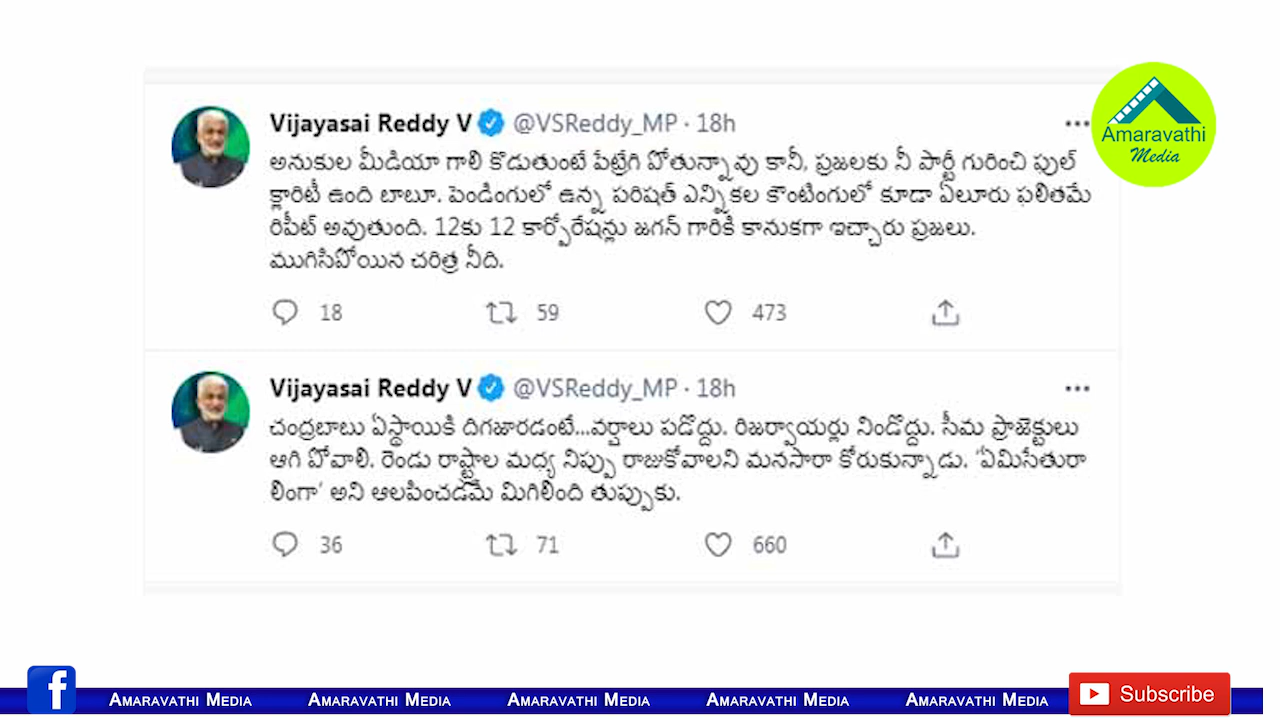 Vijayasai Reddy V @VSReddy_MP · 18h
అనుకుల మీడియా గాలి కొడుతుంటే పేట్రేగి పోతున్నావు కానీ, ప్రజలకు నీ పార్టీ గురించి ఫుల్
క్లారిటీ ఉంది బాబూ. పెండింగులో ఉన్న పరిషత్ ఎన్నికల కౌంటింగులో కూడా ఏలూరు ఫలితమే
రిపీట్ అవుతుంది. 12కు 12 కార్పోరేషన్లు జగన్ గారికి కానుకగా ఇచ్చారు ప్రజలు.
ముగిసిపోయిన చరిత్ర నీది.
18 59 473
Vijayasai Reddy V @VSReddy_MP · 18h
చంద్రబాబు ఏస్థాయికి దిగజారడంటే...వర్షాలు పడొద్దు. రిజర్వాయర్లు నిండొద్దు. సీమ ప్రాజెక్టులు
ఆగి పోవాలి. రెండు రాష్ట్రాల మధ్య నిప్పు రాజుకోవాలని మనసారా కోరుకున్నాడు. 'ఏమిసేతురా
లింగా' అని ఆలపించడమే మిగిలింది తుప్పుకు.
36 71 660
Amaravathi
Media
f Amaravathi Media Amaravathi Media Amaravathi Media Amaravathi Media Amaravathi Media Subscribe